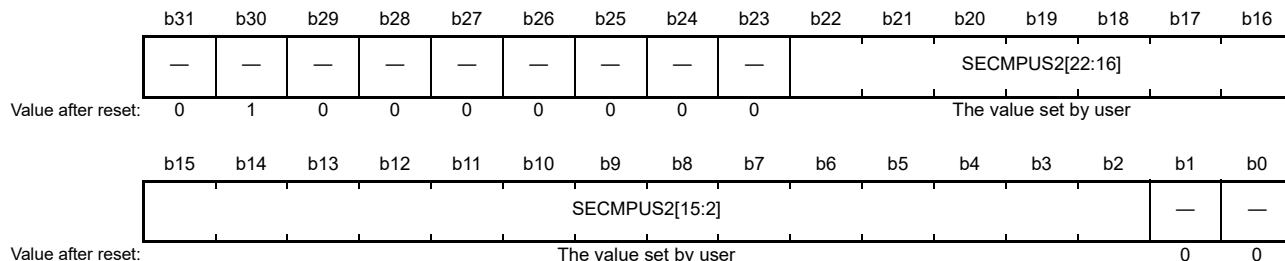 b31 b30 b29 b28 b27 b26 b25 b24 b23 b22 b21 b20 b19 b18 b17 b16
— — — — — — — — — SECMPUS2[22:16]
Value after reset: 0 1 0 0 0 0 0 0 0 The value set by user
b15 b14 b13 b12 b11 b10 b9 b8 b7 b6 b5 b4 b3 b2 b1 b0
SECMPUS2[15:2] — —
Value after reset: The value set by user 0 0